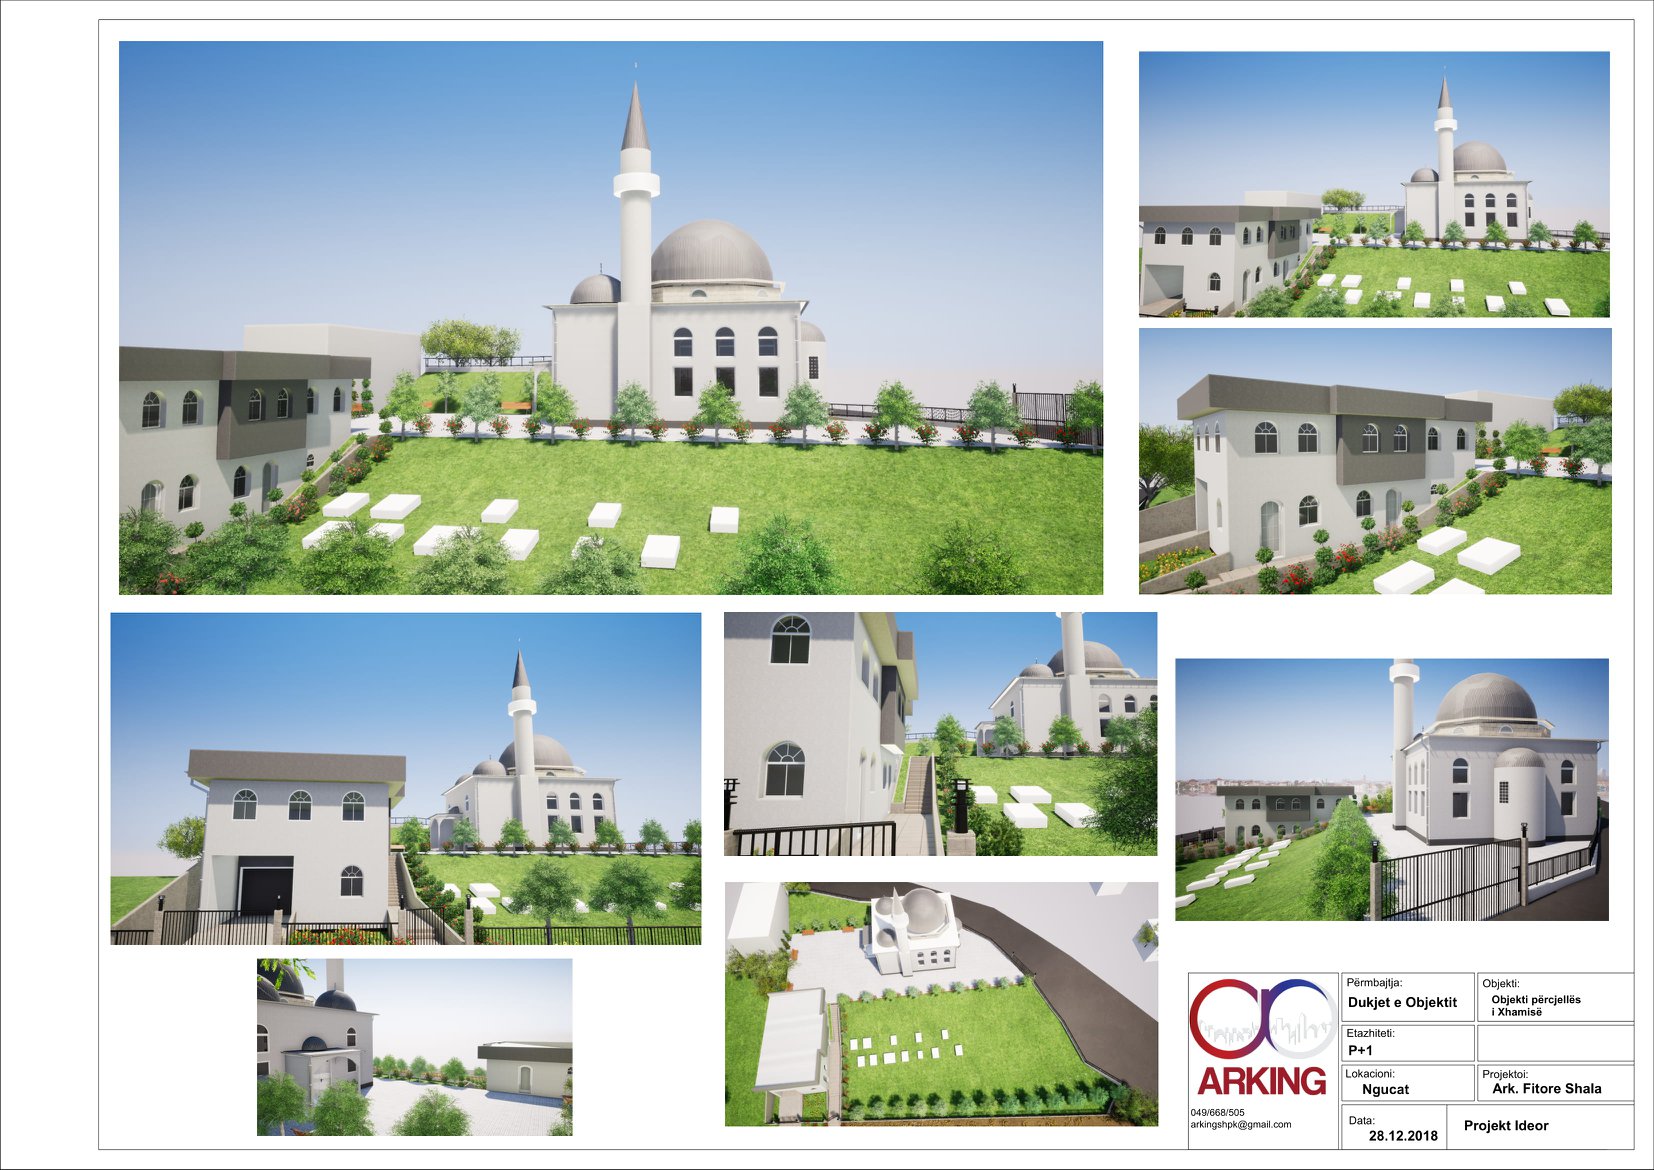 ARKING
049/668/505
arkingshpk@gmail.com
Përmbajtja:
Dukjet e Objektit
Objekti:
Objekti përcjellës
i Xhamisë
Etazhiteti:
P+1
Lokacioni:
Ngucat
Projektoi:
Ark. Fitore Shala
Data:
28.12.2018
Projekt Ideor